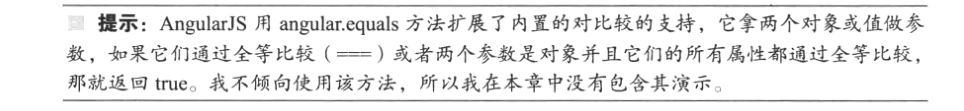 提示：AngularJS 用 angular.equals 方法扩展了内置的对比较的支持，它拿两个对象或值做参
数，如果它们通过全等比较（===）或者两个参数是对象并且它们的所有属性都通过全等比较，
那就返回 true。我不倾向使用该方法，所以我在本章中没有包含其演示。